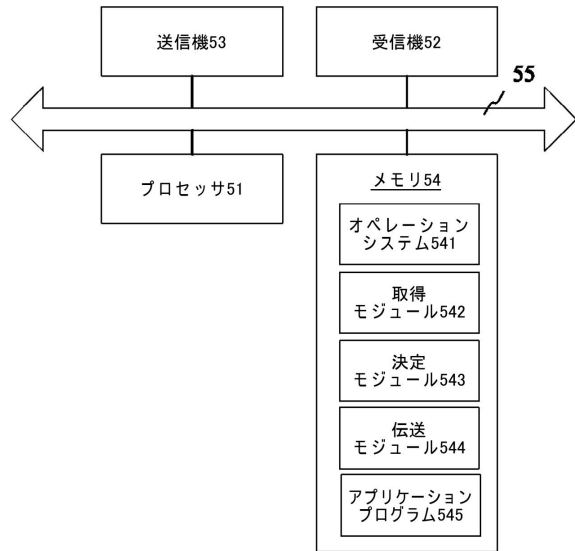 送信機53
受信機52
55
プロセッサ51
メモリ54
オペレーション
システム541
取得
モジュール542
決定
モジュール543
伝送
モジュール544
アプリケーション
プログラム545